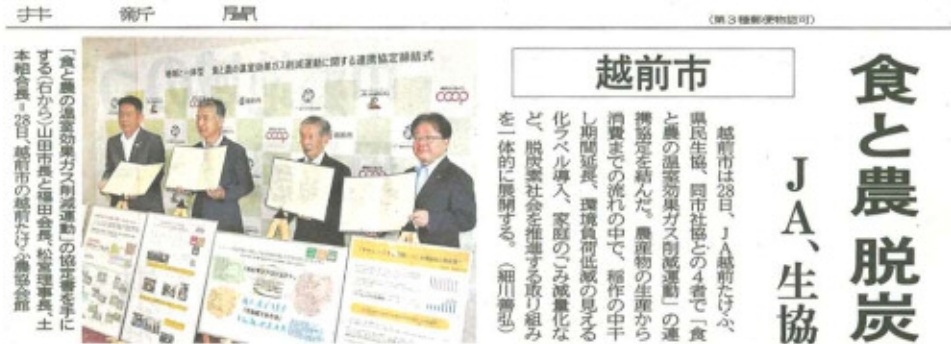 井 新 聞
(第3種郵便物認可)
食と農 脱炭
JA、生協
越前市
越前市は28日、JA越前たけふ、
県民生協、同市社協との4者で「食
と農の温室効果ガス削減運動」の連
携協定を結んだ。農産物の生産から
消費までの流れの中で、稲作の中干
し期間延長、環境負荷低減の見える
化ラベル導入、家庭のごみ減量化な
ど、脱炭素社会を推進する取り組み
を一体的に展開する。(細川善弘)
食と農の温室効果ガス削減運動に関する連携協定締結式
coop
coop
coop
「食と農の温室効果ガス削減運動」の協定書を手に
する(右から)山田市長と福田会長、松宮理事長、土
本組合長=28日、越前市の越前たけふ農協会館